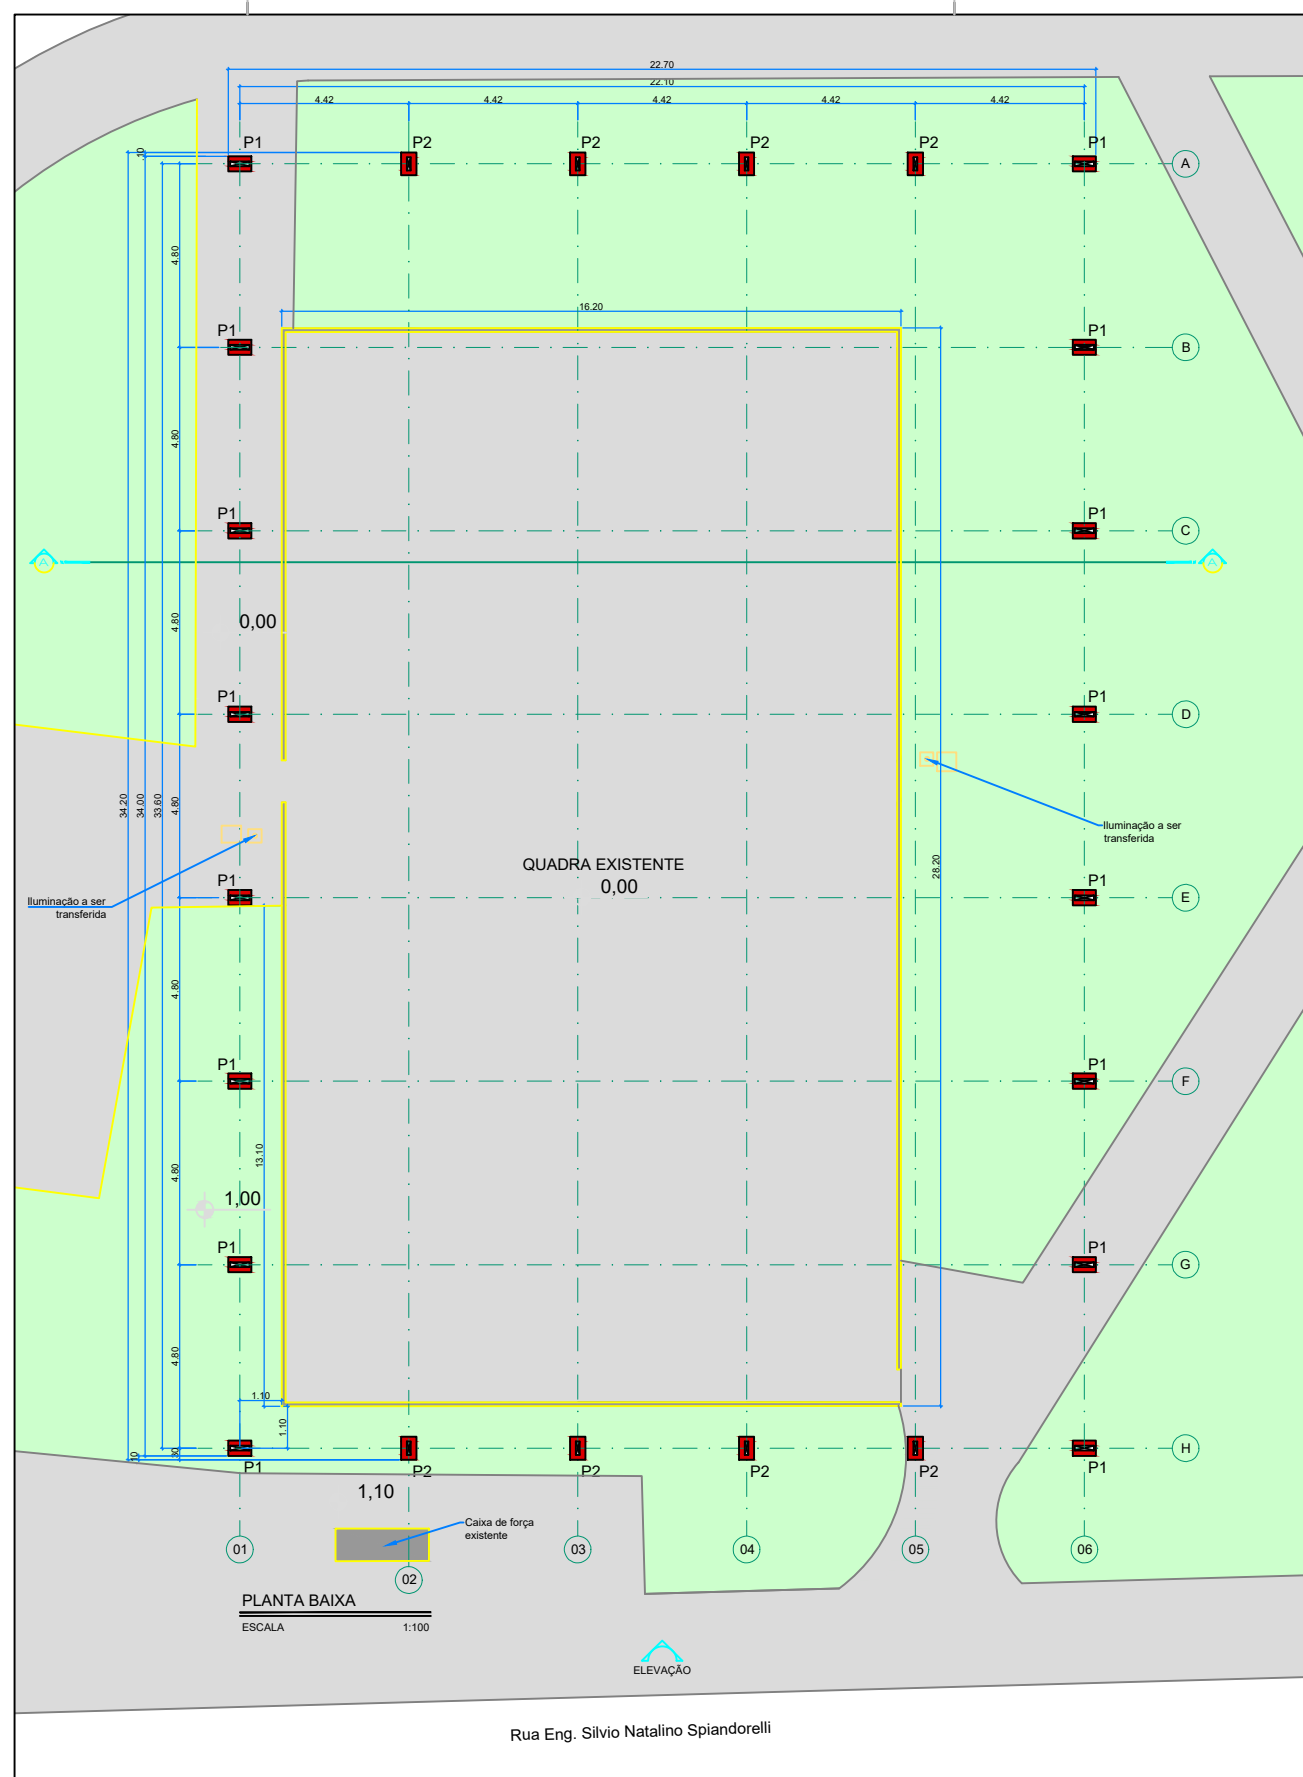 22.70
22.10
4.42 4.42 4.42 4.42 4.42
P1 P2 P2 P2 P2 P1
.10
A
4.80
16.20
P1 P1
B
4.80
P1 P1
C
A A
4.80
0,00
P1 P1
D
34.20 34.00 33.60 4.80
Iluminação a ser
transferida
QUADRA EXISTENTE
0,00
28.20
P1 P1
E
Iluminação a ser
transferida
4.80
P1 P1
F
13.10
4.80
1,00
P1 P1
G
4.80
1.10
1.10
.10 .30
H
P1 P2 P2 P2 P2 P1
1,10
Caixa de força
existente
01 02 03 04 05 06
PLANTA BAIXA
ESCALA 1:100
ELEVAÇÃO
Rua Eng. Silvio Natalino Spiandorelli